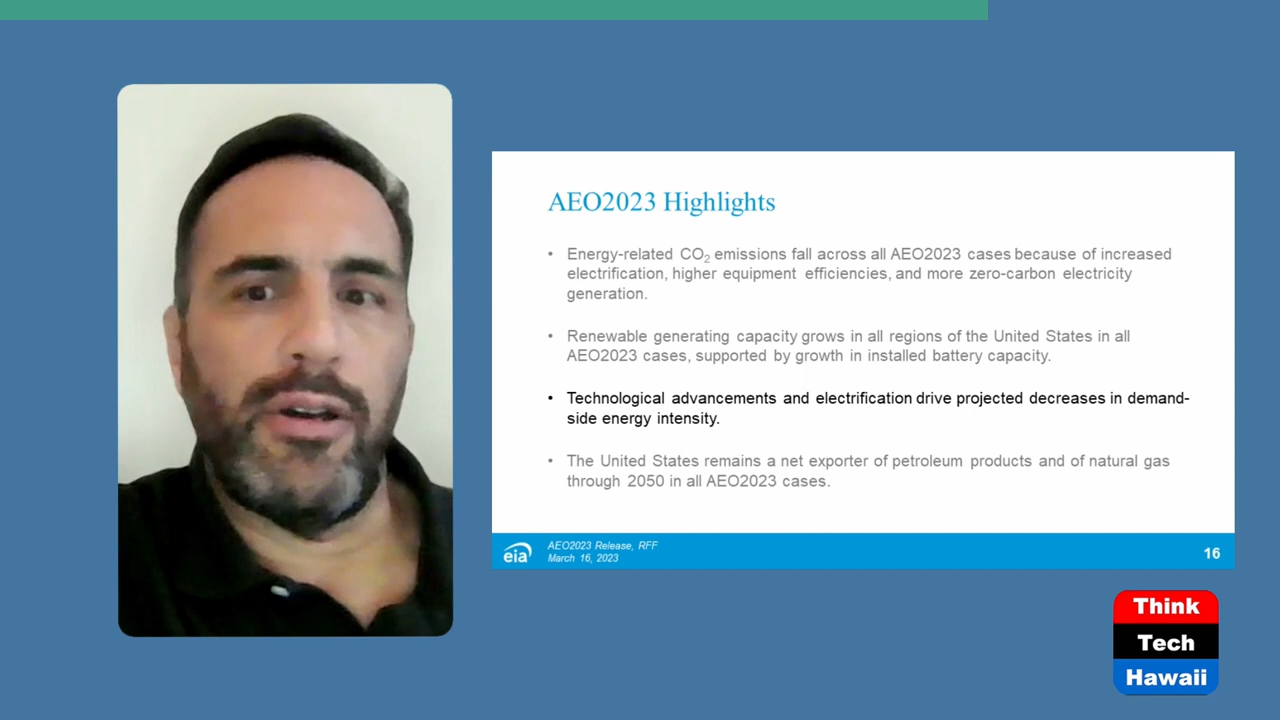 AEO2023 Highlights
• Energy-related CO₂ emissions fall across all AEO2023 cases because of increased
electrification, higher equipment efficiencies, and more zero-carbon electricity
generation.
• Renewable generating capacity grows in all regions of the United States in all
AEO2023 cases, supported by growth in installed battery capacity.
• Technological advancements and electrification drive projected decreases in demand-
side energy intensity.
• The United States remains a net exporter of petroleum products and of natural gas
through 2050 in all AEO2023 cases.
eia
AEO2023 Release, RFF
March 16, 2023
16
Think
Tech
Hawaii